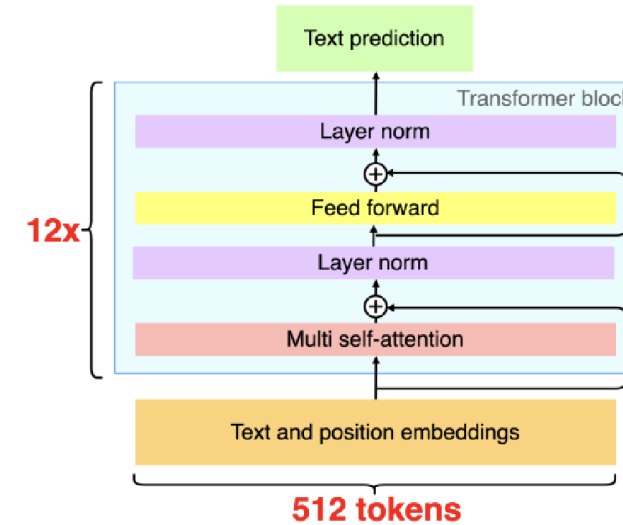 Text prediction
Transformer block
Layer norm
Feed forward
12x
Layer norm
Multi self-attention
Text and position embeddings
512 tokens